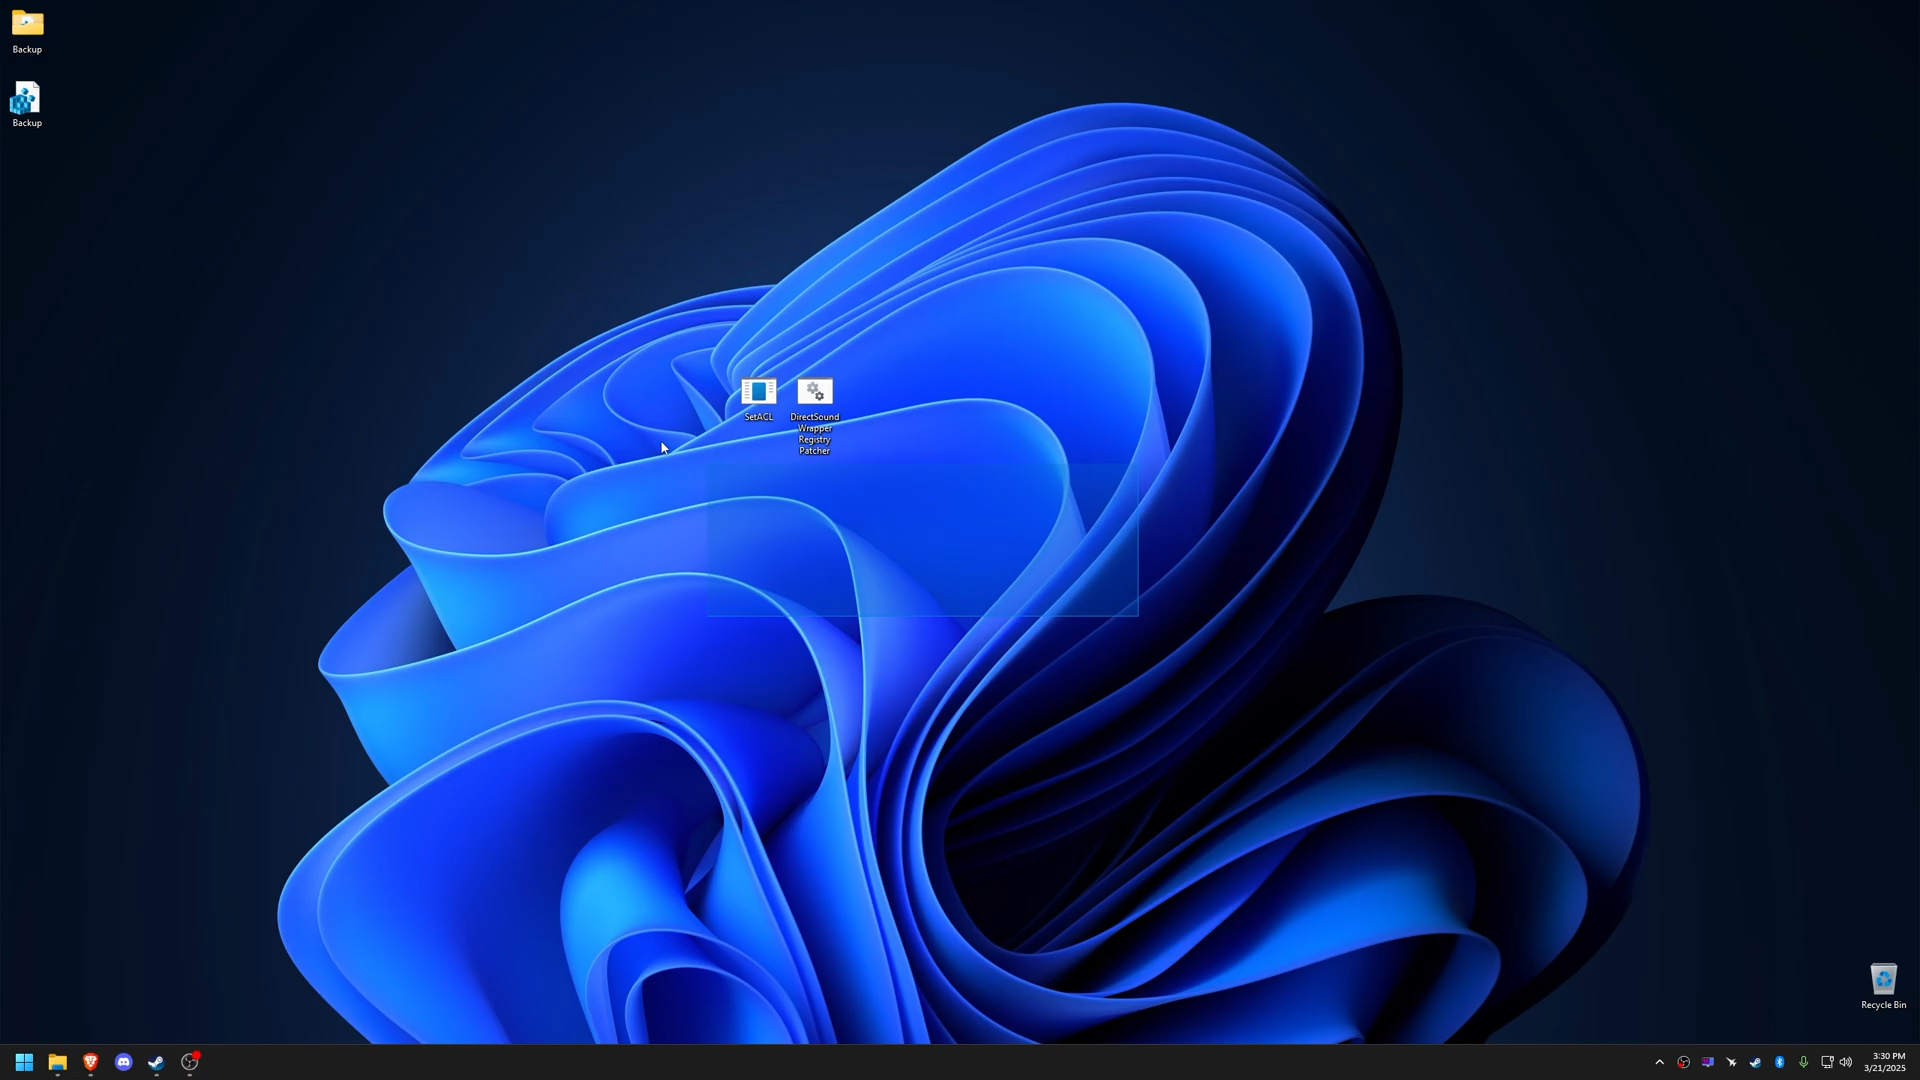 Backup
Backup
SetACL
DirectSound
Wrapper
Registry
Patcher
Recycle Bin
3:30 PM
3/21/2025